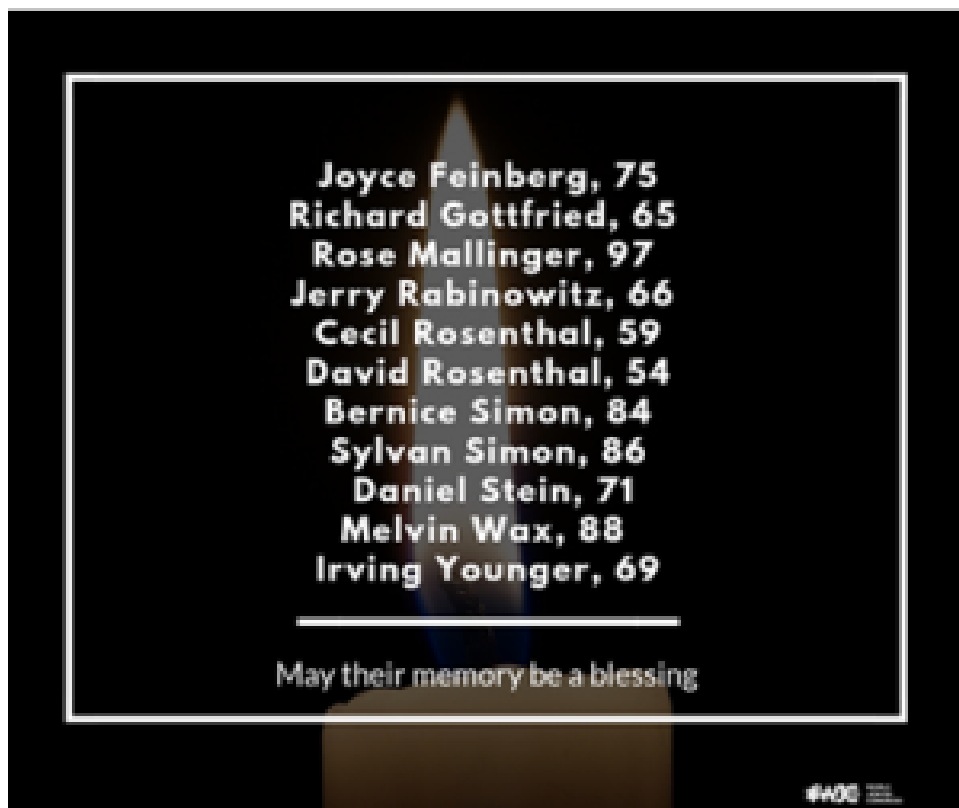 Joyce Feinberg, 75
Richard Gottfried, 65
Rose Mallinger, 97
Jerry Rabinowitz, 66
Cecil Rosenthal, 59
David Rosenthal, 54
Bernice Simon, 84
Sylvan Simon, 86
Daniel Stein, 71
Melvin Wax, 88
Irving Younger, 69
May their memory be a blessing